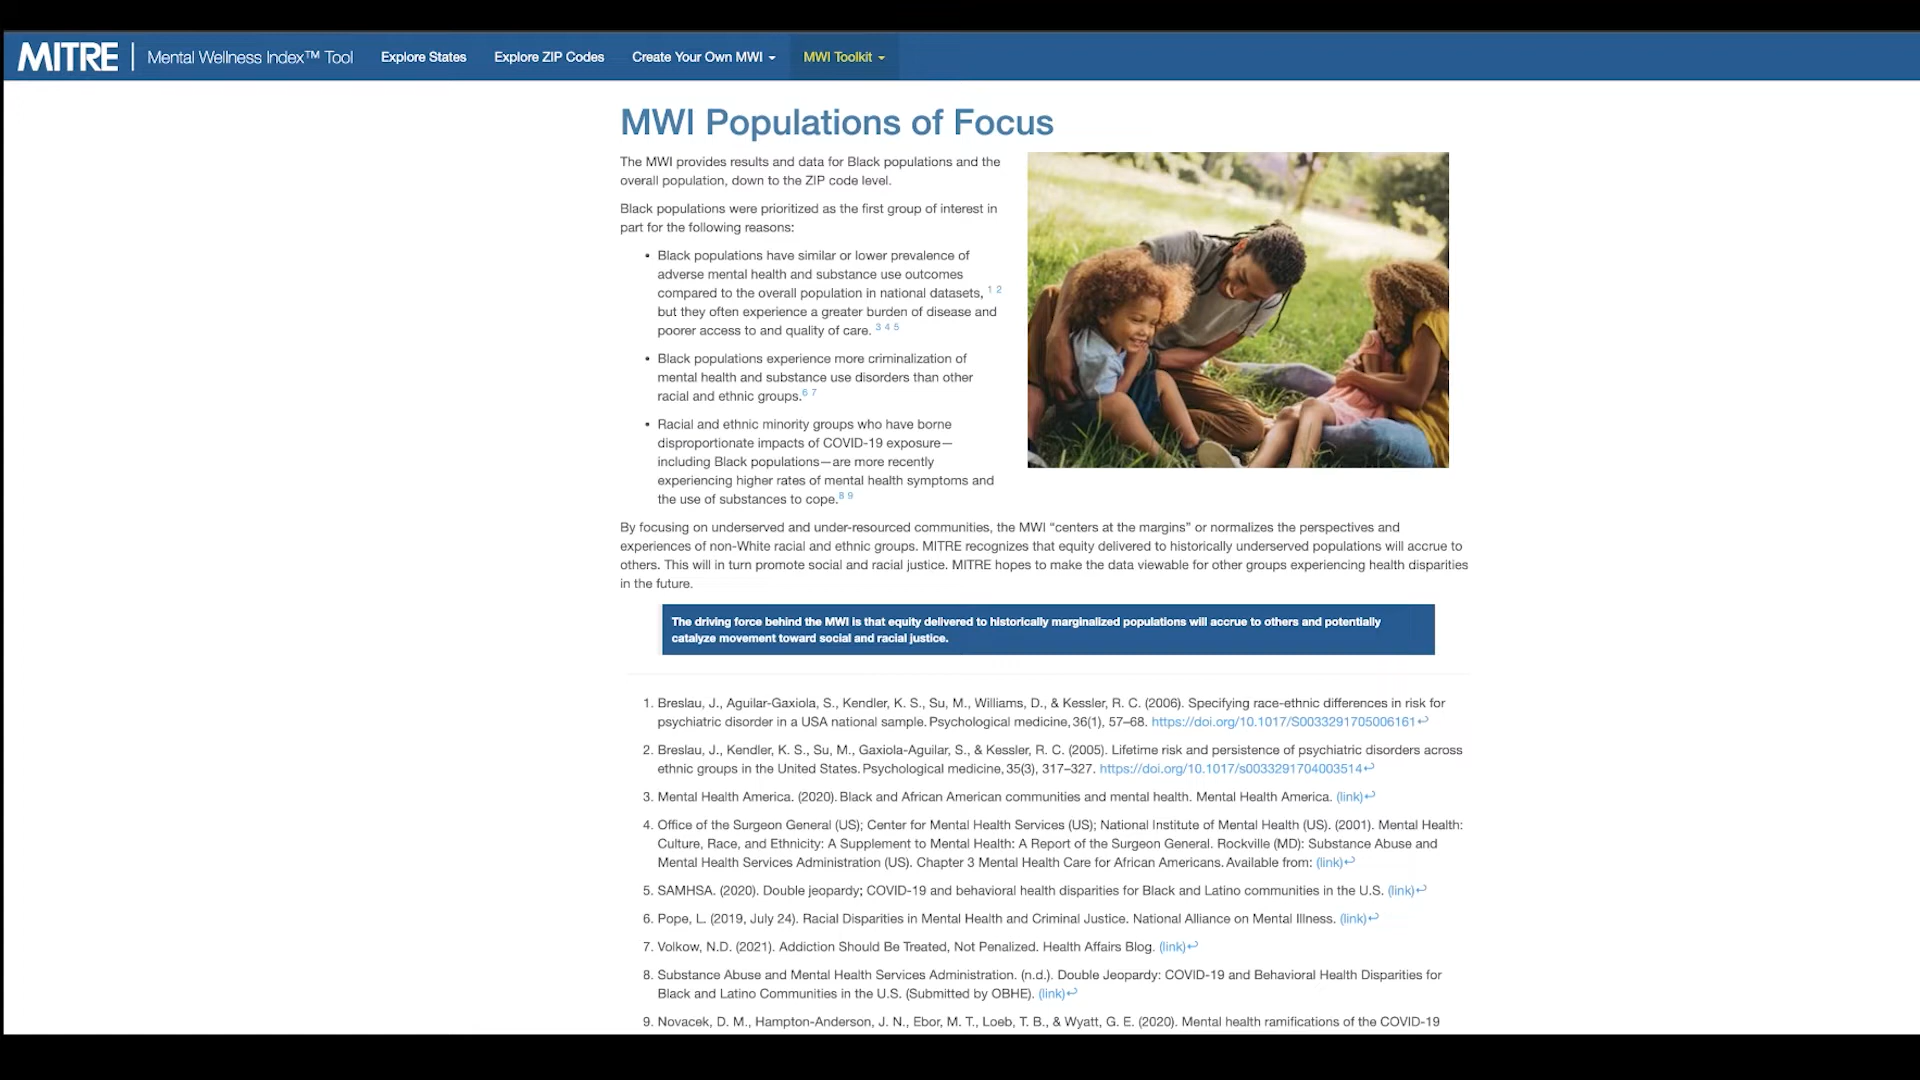 MITRE | Mental Wellness Index™ Tool Explore States Explore ZIP Codes Create Your Own MWI MWI Toolkit
MWI Populations of Focus
The MWI provides results and data for Black populations and the
overall population, down to the ZIP code level.
Black populations were prioritized as the first group of interest in
part for the following reasons:
• Black populations have similar or lower prevalence of
adverse mental health and substance use outcomes
compared to the overall population in national datasets, 1 2
but they often experience a greater burden of disease and
poorer access to and quality of care. 3 4 5
• Black populations experience more criminalization of
mental health and substance use disorders than other
racial and ethnic groups.6 7
• Racial and ethnic minority groups who have borne
disproportionate impacts of COVID-19 exposure—
including Black populations—are more recently
experiencing higher rates of mental health symptoms and
the use of substances to cope.8 9
By focusing on underserved and under-resourced communities, the MWI “centers at the margins” or normalizes the perspectives and
experiences of non-White racial and ethnic groups. MITRE recognizes that equity delivered to historically underserved populations will accrue to
others. This will in turn promote social and racial justice. MITRE hopes to make the data viewable for other groups experiencing health disparities
in the future.
The driving force behind the MWI is that equity delivered to historically marginalized populations will accrue to others and potentially
catalyze movement toward social and racial justice.
1. Breslau, J., Aguilar-Gaxiola, S., Kendler, K. S., Su, M., Williams, D., & Kessler, R. C. (2006). Specifying race-ethnic differences in risk for
psychiatric disorder in a USA national sample. Psychological medicine, 36(1), 57–68. https://doi.org/10.1017/S0033291705006161↩
2. Breslau, J., Kendler, K. S., Su, M., Gaxiola-Aguilar, S., & Kessler, R. C. (2005). Lifetime risk and persistence of psychiatric disorders across
ethnic groups in the United States. Psychological medicine, 35(3), 317–327. https://doi.org/10.1017/s0033291704003514↩
3. Mental Health America. (2020). Black and African American communities and mental health. Mental Health America. (link)↩
4. Office of the Surgeon General (US); Center for Mental Health Services (US); National Institute of Mental Health (US). (2001). Mental Health:
Culture, Race, and Ethnicity: A Supplement to Mental Health: A Report of the Surgeon General. Rockville (MD): Substance Abuse and
Mental Health Services Administration (US). Chapter 3 Mental Health Care for African Americans. Available from: (link)↩
5. SAMHSA. (2020). Double jeopardy; COVID-19 and behavioral health disparities for Black and Latino communities in the U.S. (link)↩
6. Pope, L. (2019, July 24). Racial Disparities in Mental Health and Criminal Justice. National Alliance on Mental Illness. (link)↩
7. Volkow, N.D. (2021). Addiction Should Be Treated, Not Penalized. Health Affairs Blog. (link)↩
8. Substance Abuse and Mental Health Services Administration. (n.d.). Double Jeopardy: COVID-19 and Behavioral Health Disparities for
Black and Latino Communities in the U.S. (Submitted by OBHE). (link)↩
9. Novacek, D. M., Hampton-Anderson, J. N., Ebor, M. T., Loeb, T. B., & Wyatt, G. E. (2020). Mental health ramifications of the COVID-19